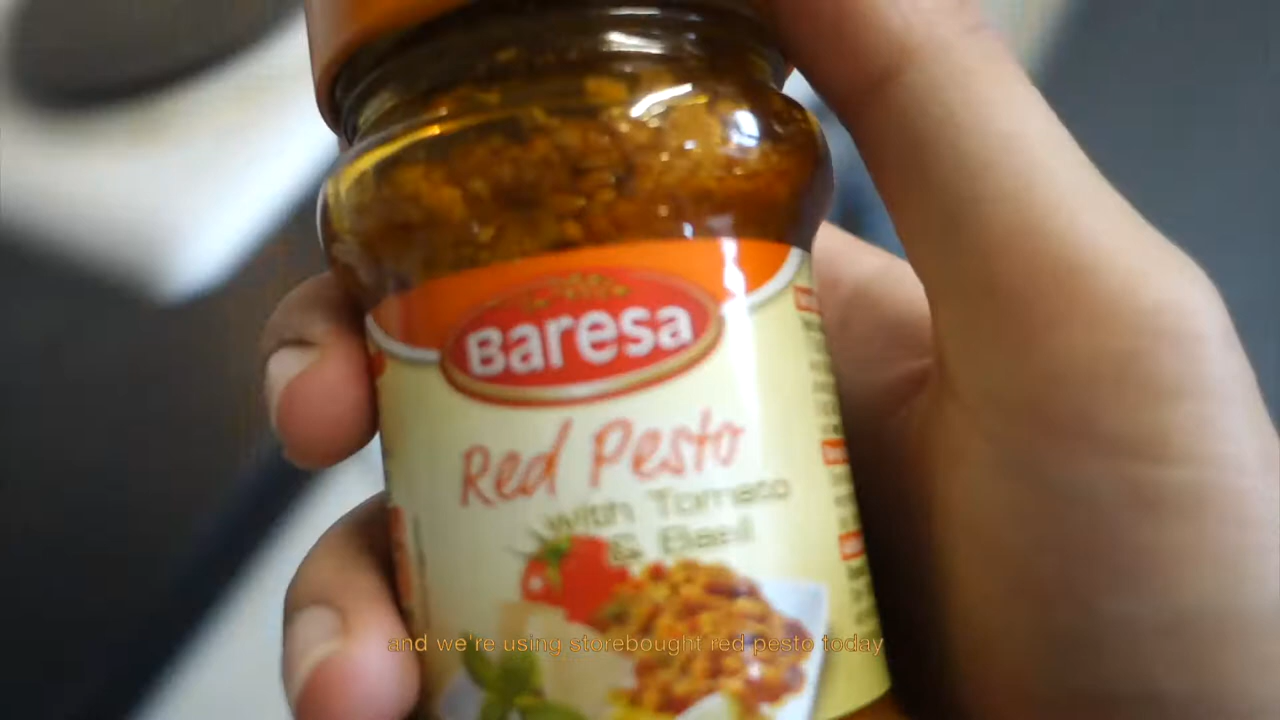 Baresa
Red Pesto
with Tomato
& Basil
and we're using storebought red pesto today